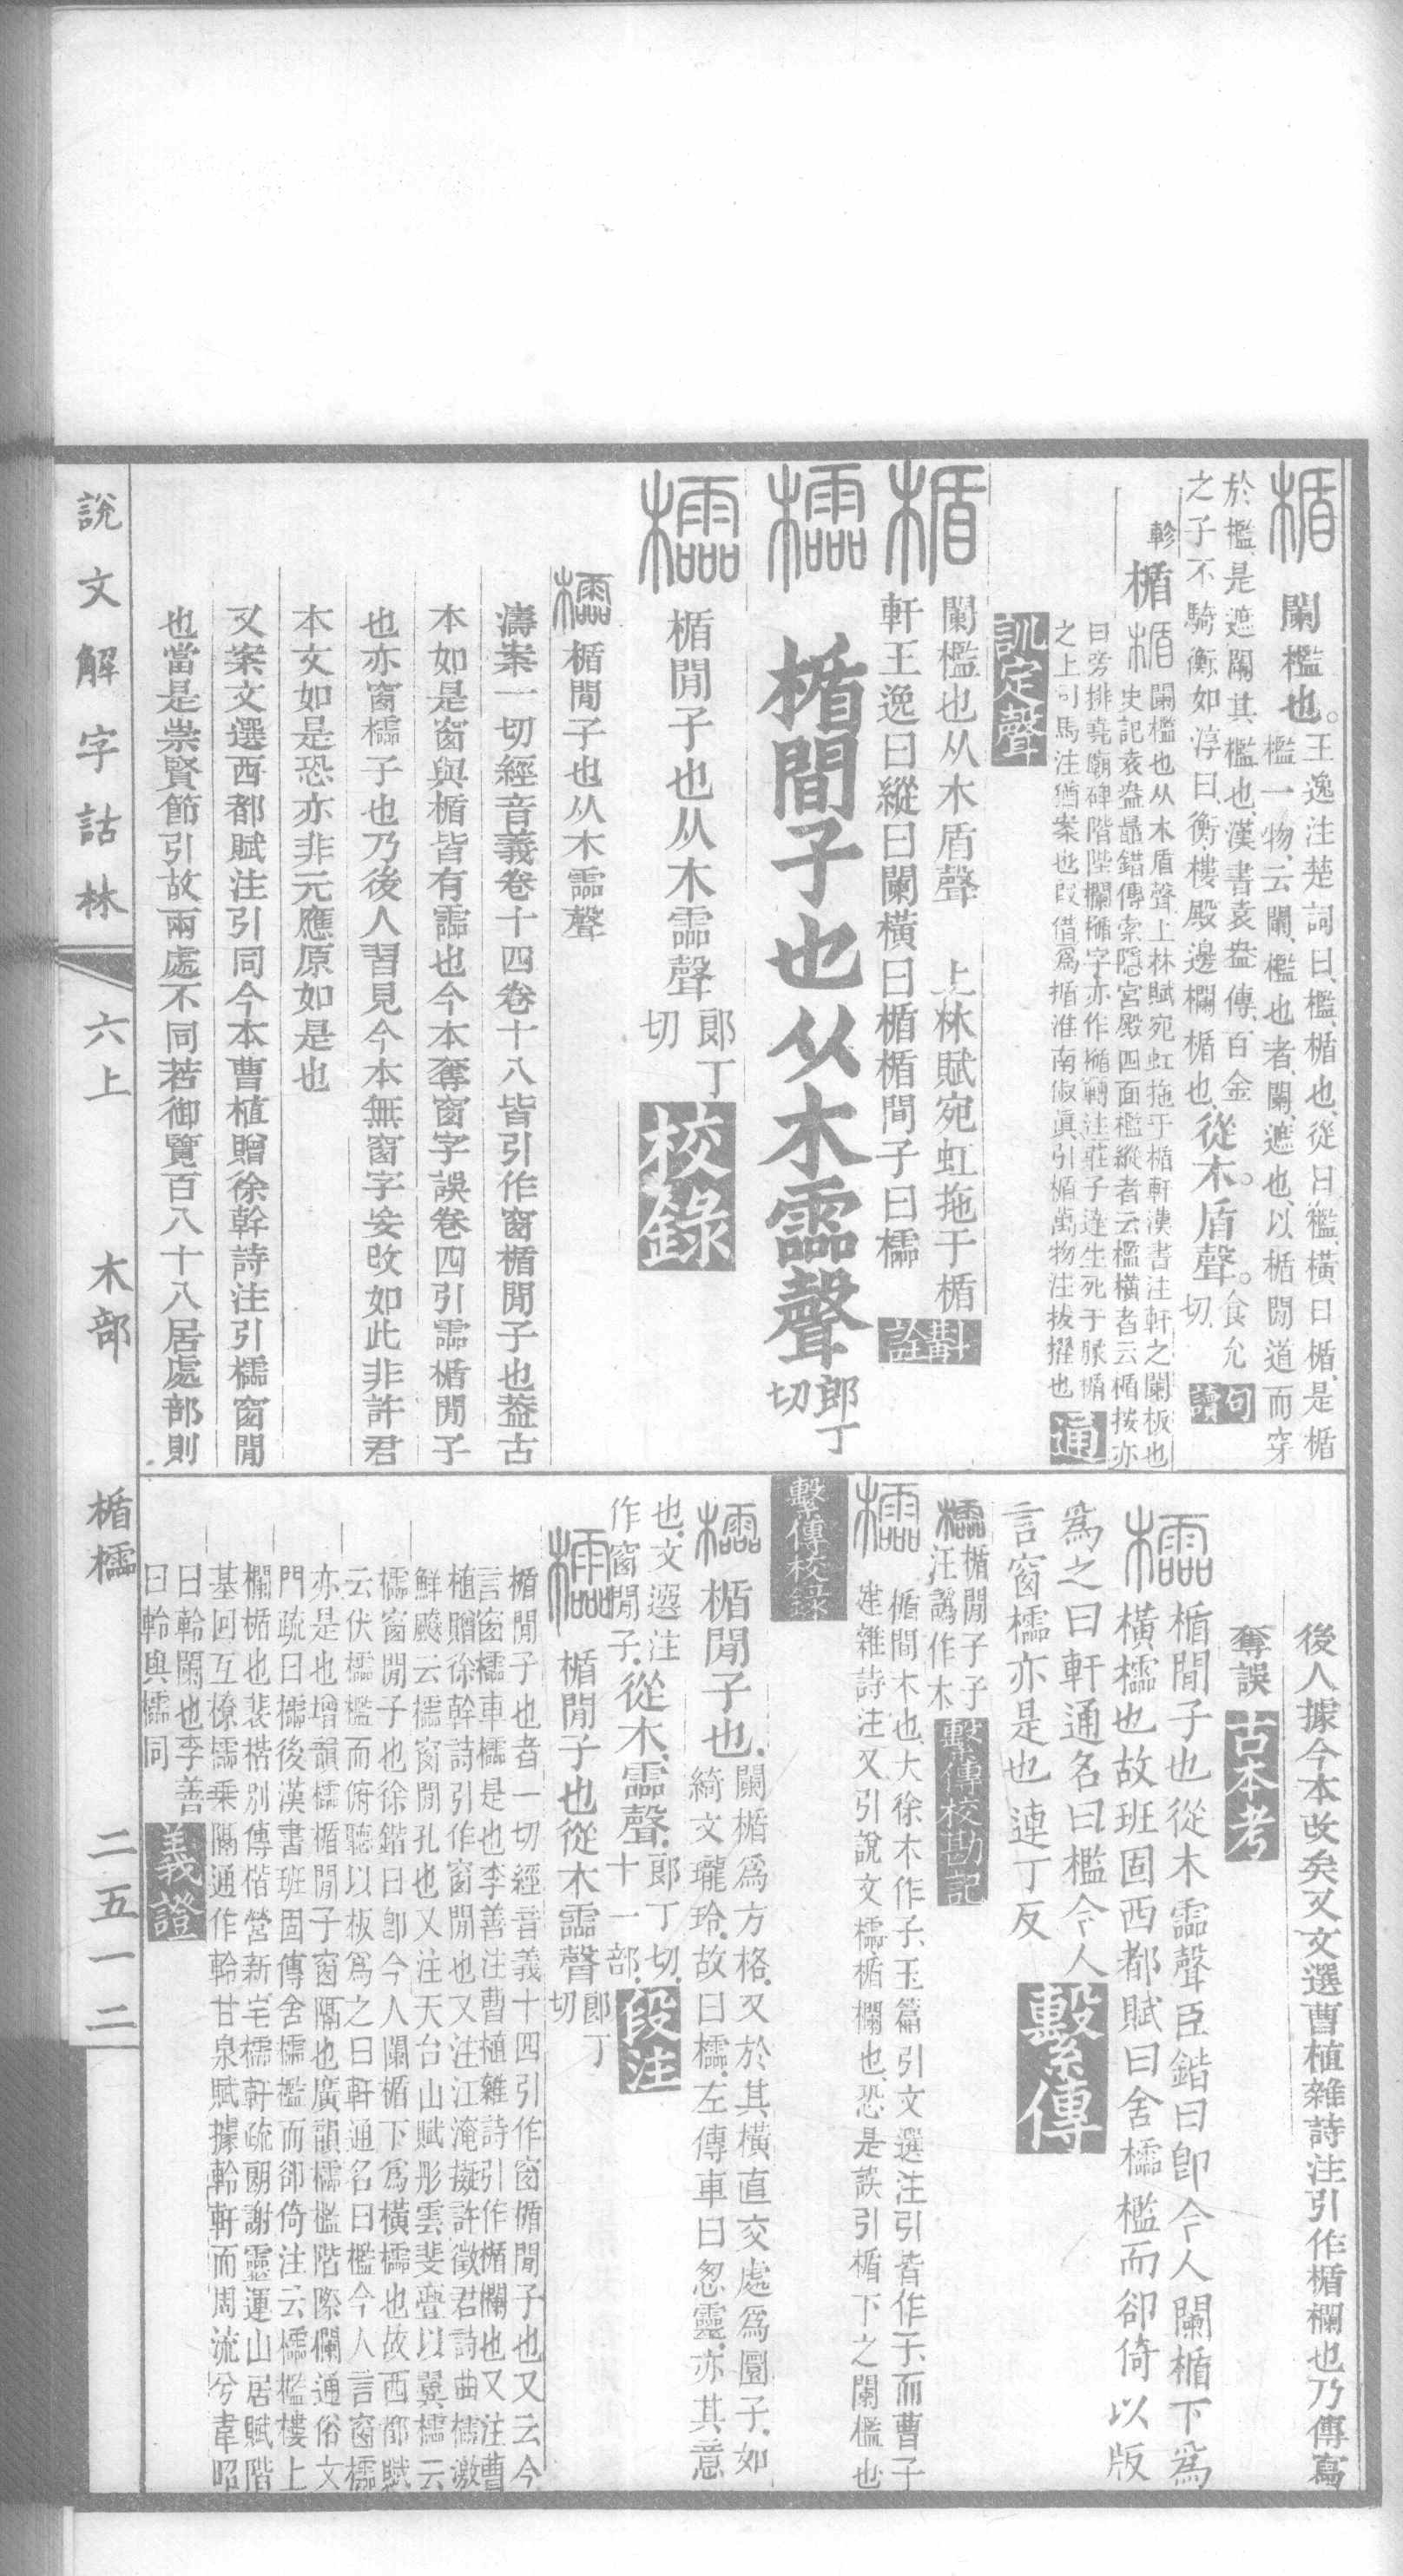 楯 闌檻也。王逸注楚詞曰、檻、楯也、從曰檻、橫曰楯、是楯
檻一物、云闌、檻也者、闌、遮也、以楯閒道而穿
於檻、是遮闌其檻也、漢書袁盎傳、百金
之子不騎衡、如淳曰、衡、樓殿邊欄楯也、從木。盾聲。食允切、
句讀
軫
楯 楯 闌檻也从木盾聲上林賦宛虹拖于楯軒漢書注軒之闌板也
史記袁盎鼂錯傳索隱宮殿四面檻縱者云檻橫者云楯按亦
曰旁排堯廟碑階陛欄楯字亦作揗轉注莊子達生死于腞楯
之上司馬注猶案也叚借爲揗淮南俶眞引楯萬物注拔擢也
通訓定聲
楯 闌檻也从木盾聲 上林賦宛虹拖于楯
軒王逸曰縱曰闌橫曰楯楯間子曰櫺
斠詮
櫺 楯間子也从木霝聲 郎丁切
櫺 楯閒子也从木霝聲 郎丁切
校錄
櫺 楯閒子也从木霝聲
濤案一切經音義卷十四卷十八皆引作窗楯閒子也葢古
本如是窗與楯皆有霝也今本奪窗字誤卷四引霝楯閒子
也亦窗櫺子也乃後人習見今本無窗字妄改如此非許君
本文如是恐亦非元應原如是也
又案文選西都賦注引同今本曹植贈徐幹詩注引櫺窗閒
也當是崇賢節引故兩處不同若御覽百八十八居處部則
後人據今本改矣又文選曹植雜詩注引作楯欄也乃傳寫
奪誤
古本考
櫺 楯閒子也從木霝聲臣鍇曰卽今人闌楯下爲
橫櫺也故班固西都賦曰舍櫺檻而卻倚以版
爲之曰軒通名曰檻今人
言窗櫺亦是也連丁反
繫傳
櫺 楯閒子子
汪譌作木
繫傳校勘記
櫺 楯間木也、大徐木作子、玉篇引文選注引皆作子、而曹子
建雜詩注又引說文櫺、楯欄也、恐是誤引楯下之闌檻也
繫傳校錄
櫺 楯閒子也.闌楯爲方格.又於其橫直交處爲圜子.如
綺文瓏玲.故曰櫺.左傳車曰怱靈.亦其意
也.文選注
作窗閒子.從木.霝聲.郎丁切.十一部.
段注
櫺 楯閒子也從木霝聲 郎丁切
楯閒子也者一切經音義十四引作窗楯閒子也又云今
言窗櫺車櫺是也李善注曹植雜詩引作楯欄也又注曹
植贈徐幹詩引作窗閒也又注江淹擬許徵君詩曲櫺激
鮮飈云櫺窗閒孔也又注天台山賦彤雲斐亹以翼櫺云
櫺窗閒子也徐鍇曰卽今人闌楯下爲橫櫺也故西都賦
云伏櫺檻而俯聽以板爲之曰軒通名曰檻今人言窗櫺
亦是也增韻櫺楯閒子窗隔也廣韻櫺檻階際欄通俗文
門疏曰櫺後漢書班固傳舍櫺檻而卻倚注云櫺檻樓上
欄楯也裴楷別傳楷營新宅櫺軒疏朗謝靈運山居賦階
基回互橑櫺乘隔通作軨甘泉賦據軨軒而周流兮韋昭
曰軨闌也李善
曰軨與櫺同
義證
說文解字詁林 六上 木部 楯櫺 二五一二